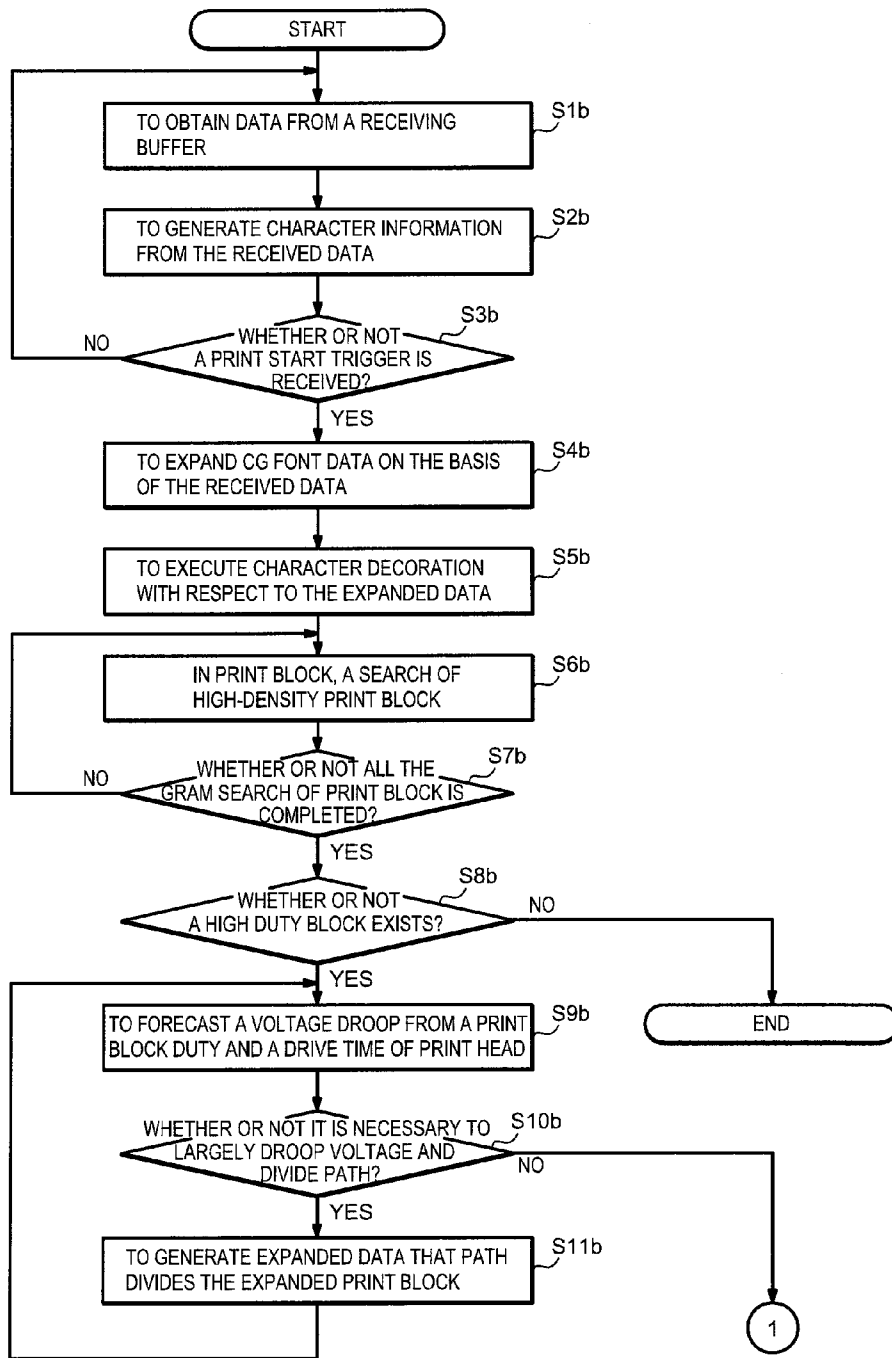 START
TO OBTAIN DATA FROM A RECEIVING
BUFFER
S1b
TO GENERATE CHARACTER INFORMATION
FROM THE RECEIVED DATA
S2b
WHETHER OR NOT
A PRINT START TRIGGER IS
RECEIVED?
S3b
NO
YES
TO EXPAND CG FONT DATA ON THE BASIS
OF THE RECEIVED DATA
S4b
TO EXECUTE CHARACTER DECORATION
WITH RESPECT TO THE EXPANDED DATA
S5b
IN PRINT BLOCK, A SEARCH OF
HIGH-DENSITY PRINT BLOCK
S6b
WHETHER OR NOT ALL THE
GRAM SEARCH OF PRINT BLOCK IS
COMPLETED?
S7b
NO
YES
WHETHER OR NOT
A HIGH DUTY BLOCK EXISTS?
S8b
NO
YES
END
TO FORECAST A VOLTAGE DROOP FROM A PRINT
BLOCK DUTY AND A DRIVE TIME OF PRINT HEAD
S9b
WHETHER OR NOT IT IS NECESSARY TO
LARGELY DROOP VOLTAGE AND
DIVIDE PATH?
S10b
NO
YES
TO GENERATE EXPANDED DATA THAT PATH
DIVIDES THE EXPANDED PRINT BLOCK
S11b
1